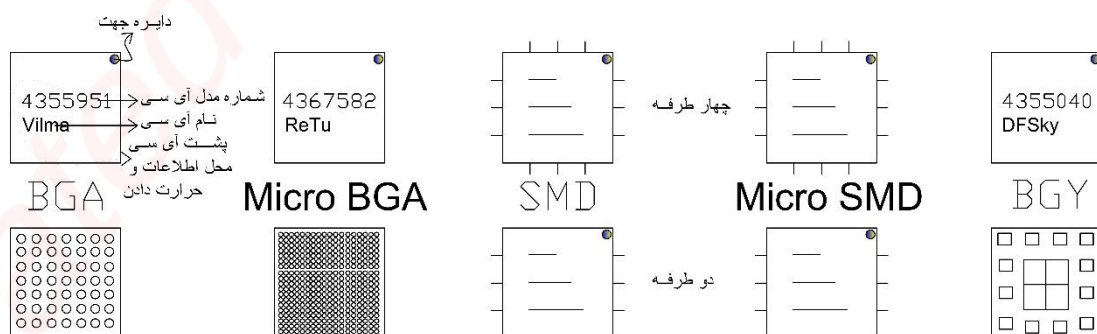 دایره جهت
4355951
شماره مدل آی سی
Vilma
نام آی سی
پشت آی سی
محل اطلاعات و
حرارت دادن
4367582
ReTu
چهار طرفه
4355040
DFSky
BGA
Micro BGA
SMD
Micro SMD
BGY
دو طرفه